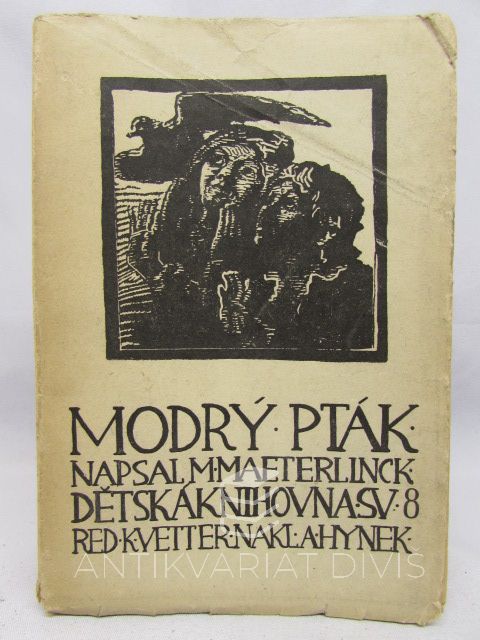 MODRÝ· PTÁK·
NAPSAL M·MAETERLINCK·
DĚTSKÁ KNIHOVNA·SV·8
RED·K·VETTER·NAKL·A·HYNEK·
ANTIKVARIÁT DIVIŠ